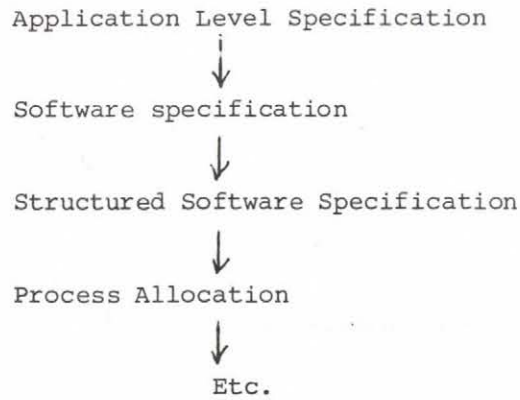 Application Level Specification
Software specification
Structured Software Specification
Process Allocation
Etc.